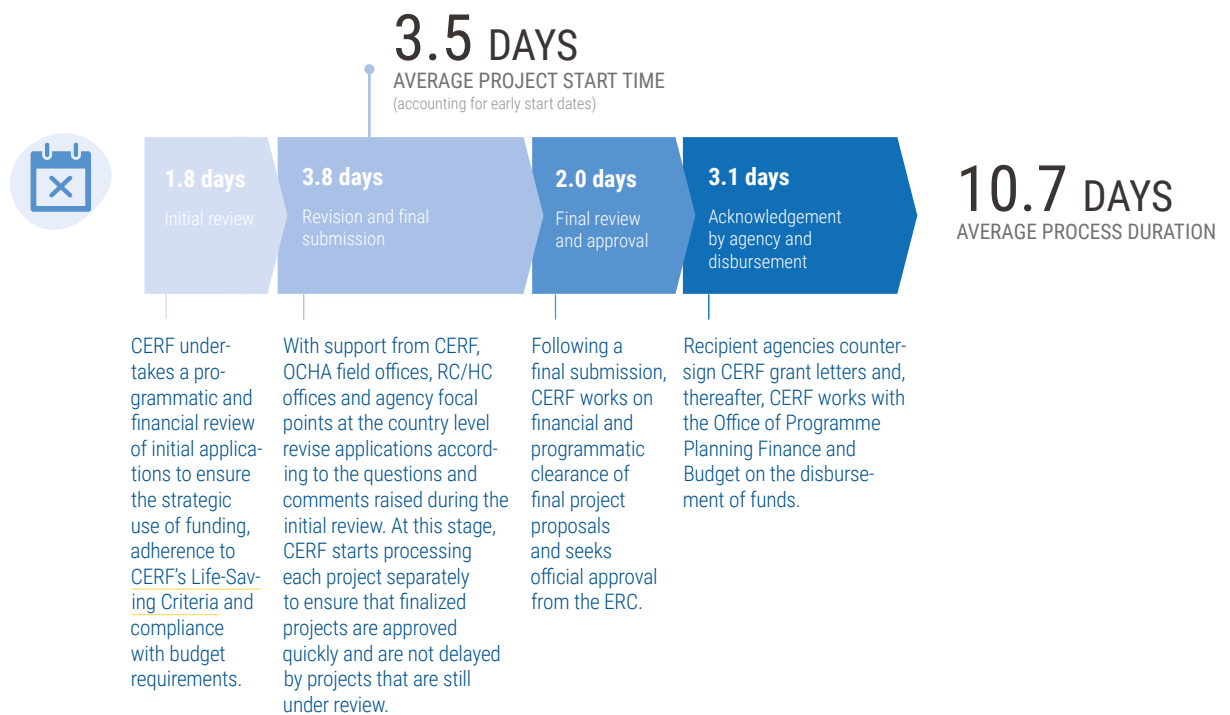 3.5 DAYS
AVERAGE PROJECT START TIME
(accounting for early start dates)
1.8 days
Initial review
3.8 days
Revision and final
submission
2.0 days
Final review
and approval
3.1 days
Acknowledgement
by agency and
disbursement
10.7 DAYS
AVERAGE PROCESS DURATION
CERF under-
takes a pro-
grammatic and
financial review
of initial applica-
tions to ensure
the strategic
use of funding,
adherence to
CERF's Life-Sav-
ing Criteria and
compliance
with budget
requirements.
With support from CERF,
OCHA field offices, RC/HC
offices and agency focal
points at the country level
revise applications accord-
ing to the questions and
comments raised during the
initial review. At this stage,
CERF starts processing
each project separately
to ensure that finalized
projects are approved
quickly and are not delayed
by projects that are still
under review.
Following a
final submission,
CERF works on
financial and
programmatic
clearance of
final project
proposals
and seeks
official approval
from the ERC.
Recipient agencies counter-
sign CERF grant letters and,
thereafter, CERF works with
the Office of Programme
Planning Finance and
Budget on the disburse-
ment of funds.